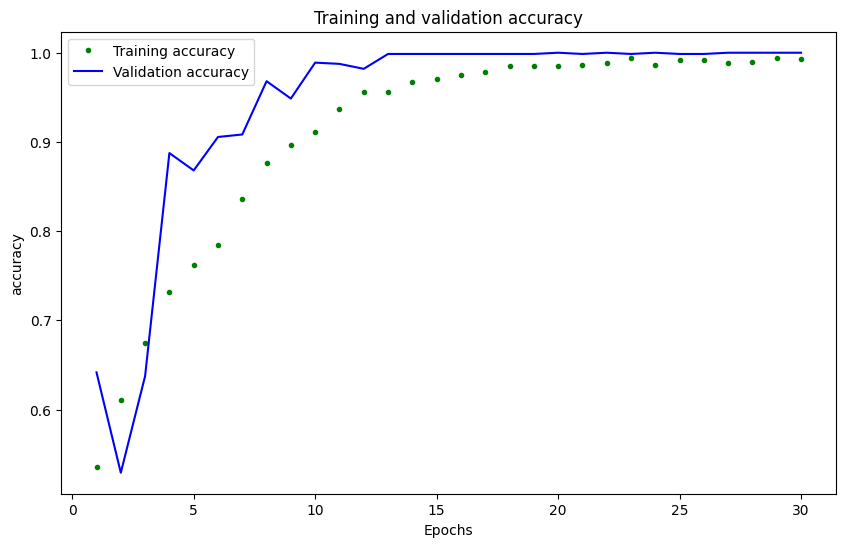 Training and validation accuracy
Training accuracy
Validation accuracy
1.0
0.9
0.8
0.7
0.6
accuracy
0
5
10
15
20
25
30
Epochs